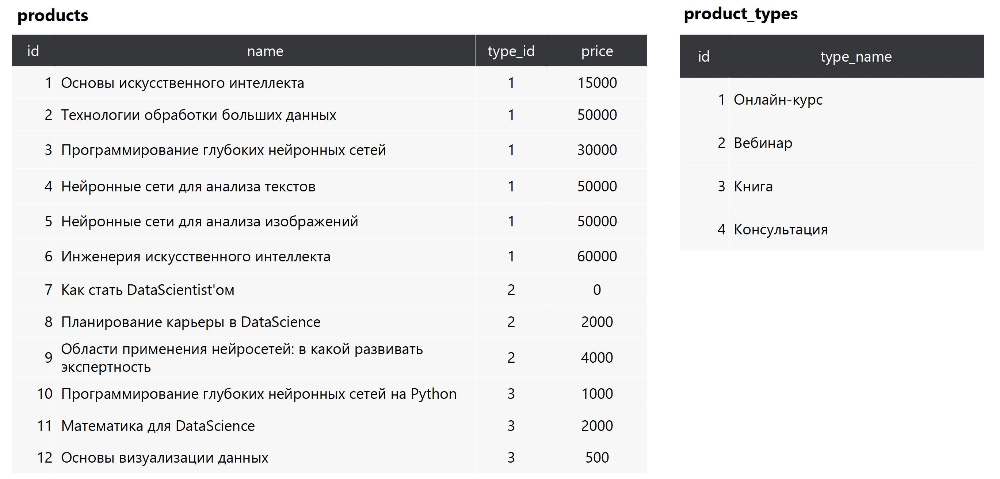 products
id name type_id price
1 Основы искусственного интеллекта 1 15000
2 Технологии обработки больших данных 1 50000
3 Программирование глубоких нейронных сетей 1 30000
4 Нейронные сети для анализа текстов 1 50000
5 Нейронные сети для анализа изображений 1 50000
6 Инженерия искусственного интеллекта 1 60000
7 Как стать DataScientist'ом 2 0
8 Планирование карьеры в DataScience 2 2000
9 Области применения нейросетей: в какой развивать
экспертность 2 4000
10 Программирование глубоких нейронных сетей на Python 3 1000
11 Математика для DataScience 3 2000
12 Основы визуализации данных 3 500
product_types
id type_name
1 Онлайн-курс
2 Вебинар
3 Книга
4 Консультация